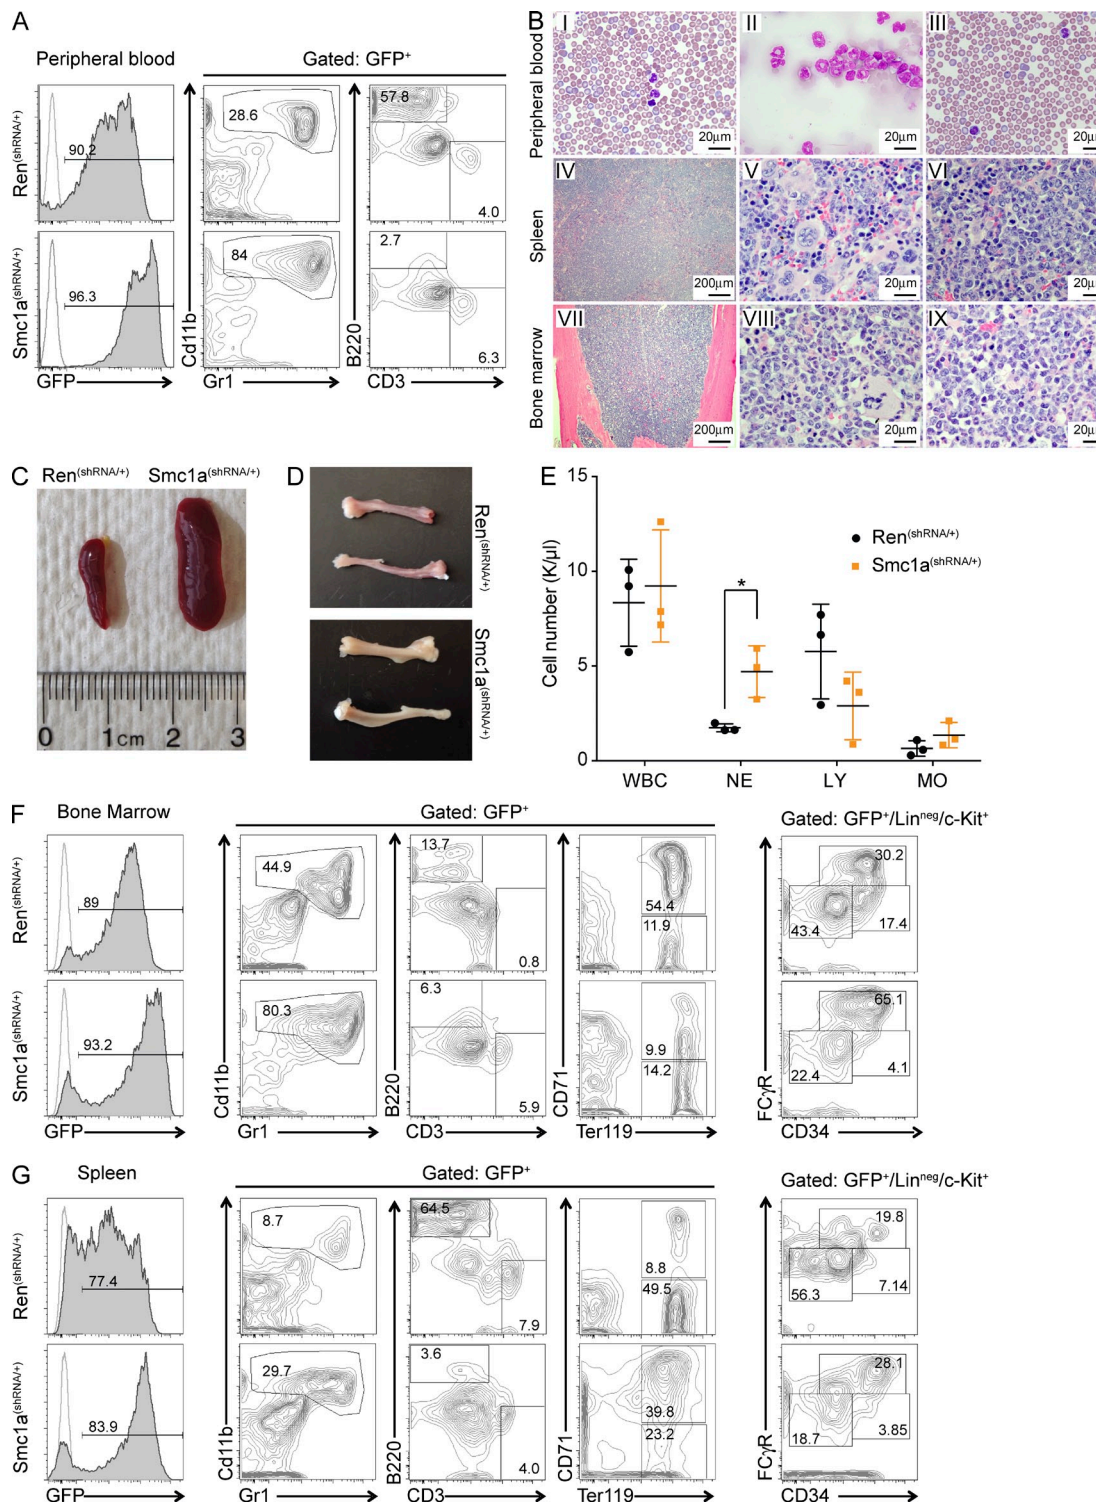 A
Peripheral blood
Gated: GFP⁺
Ren(shRNA/+)
90.2
28.6
57.8
4.0
Smc1a(shRNA/+)
96.3
84
2.7
6.3
GFP
Cd11b
Gr1
B220
CD3
B
Peripheral blood
I
20µm
II
20µm
III
20µm
Spleen
IV
200µm
V
20µm
VI
20µm
Bone marrow
VII
200µm
VIII
20µm
IX
20µm
C
Ren(shRNA/+)
Smc1a(shRNA/+)
0 1cm 2 3
D
Ren(shRNA/+)
Smc1a(shRNA/+)
E
Cell number (K/µl)
15
10
5
0
Ren(shRNA/+)
Smc1a(shRNA/+)
*
WBC NE LY MO
F
Bone Marrow
Gated: GFP⁺
Gated: GFP⁺/Linneg/c-Kit⁺
Ren(shRNA/+)
89
44.9
13.7
0.8
54.4
11.9
30.2
43.4
17.4
Smc1a(shRNA/+)
93.2
80.3
6.3
5.9
9.9
14.2
65.1
22.4
4.1
GFP
Cd11b
Gr1
B220
CD3
CD71
Ter119
FCγR
CD34
G
Spleen
Gated: GFP⁺
Gated: GFP⁺/Linneg/c-Kit⁺
Ren(shRNA/+)
77.4
8.7
64.5
7.9
8.8
49.5
19.8
56.3
7.14
Smc1a(shRNA/+)
83.9
29.7
3.6
4.0
39.8
23.2
28.1
18.7
3.85
GFP
Cd11b
Gr1
B220
CD3
CD71
Ter119
FCγR
CD34